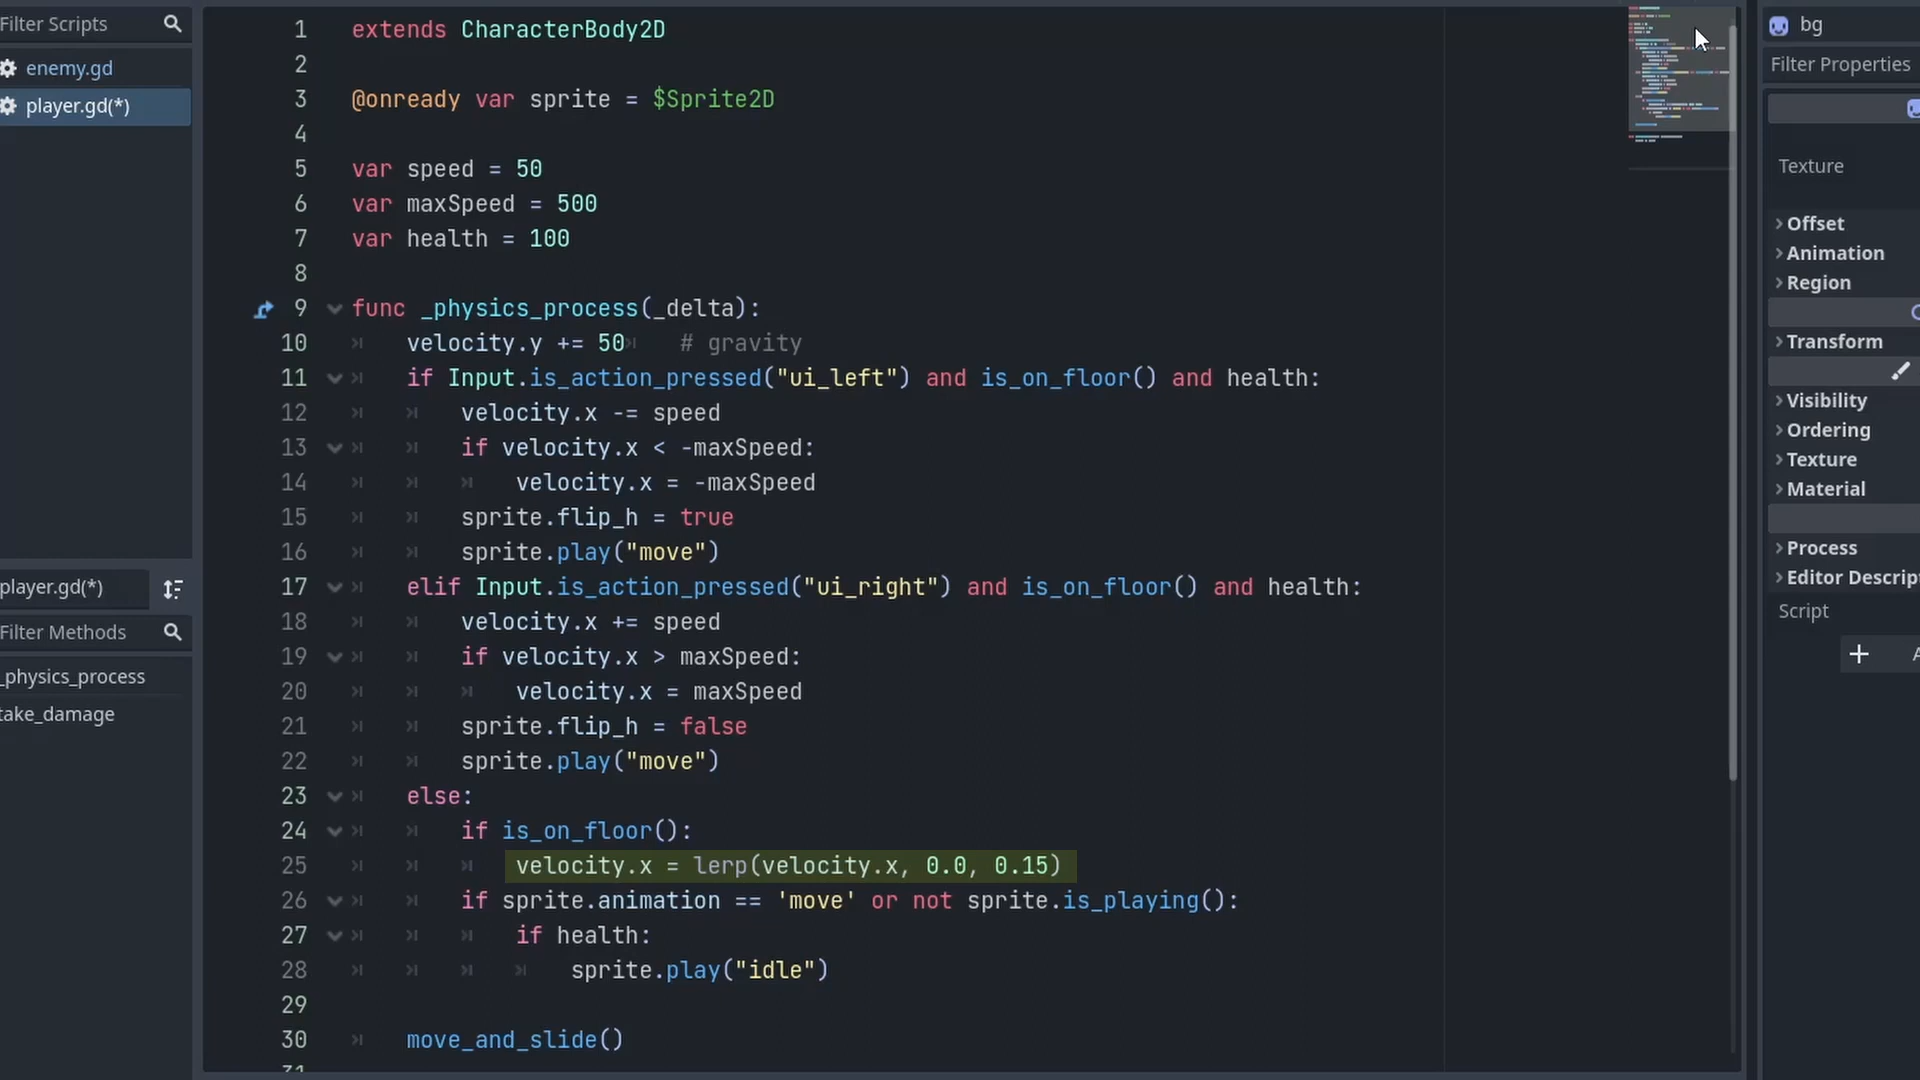 Filter Scripts
enemy.gd
player.gd(*)
player.gd(*)
Filter Methods
_physics_process
take_damage
1 extends CharacterBody2D
2
3 @onready var sprite = $Sprite2D
4
5 var speed = 50
6 var maxSpeed = 500
7 var health = 100
8
9 func _physics_process(_delta):
10 velocity.y += 50 # gravity
11 if Input.is_action_pressed("ui_left") and is_on_floor() and health:
12 velocity.x -= speed
13 if velocity.x < -maxSpeed:
14 velocity.x = -maxSpeed
15 sprite.flip_h = true
16 sprite.play("move")
17 elif Input.is_action_pressed("ui_right") and is_on_floor() and health:
18 velocity.x += speed
19 if velocity.x > maxSpeed:
20 velocity.x = maxSpeed
21 sprite.flip_h = false
22 sprite.play("move")
23 else:
24 if is_on_floor():
25 velocity.x = lerp(velocity.x, 0.0, 0.15)
26 if sprite.animation == 'move' or not sprite.is_playing():
27 if health:
28 sprite.play("idle")
29
30 move_and_slide()
bg
Filter Properties
Texture
Offset
Animation
Region
Transform
Visibility
Ordering
Texture
Material
Process
Editor Descrip
Script